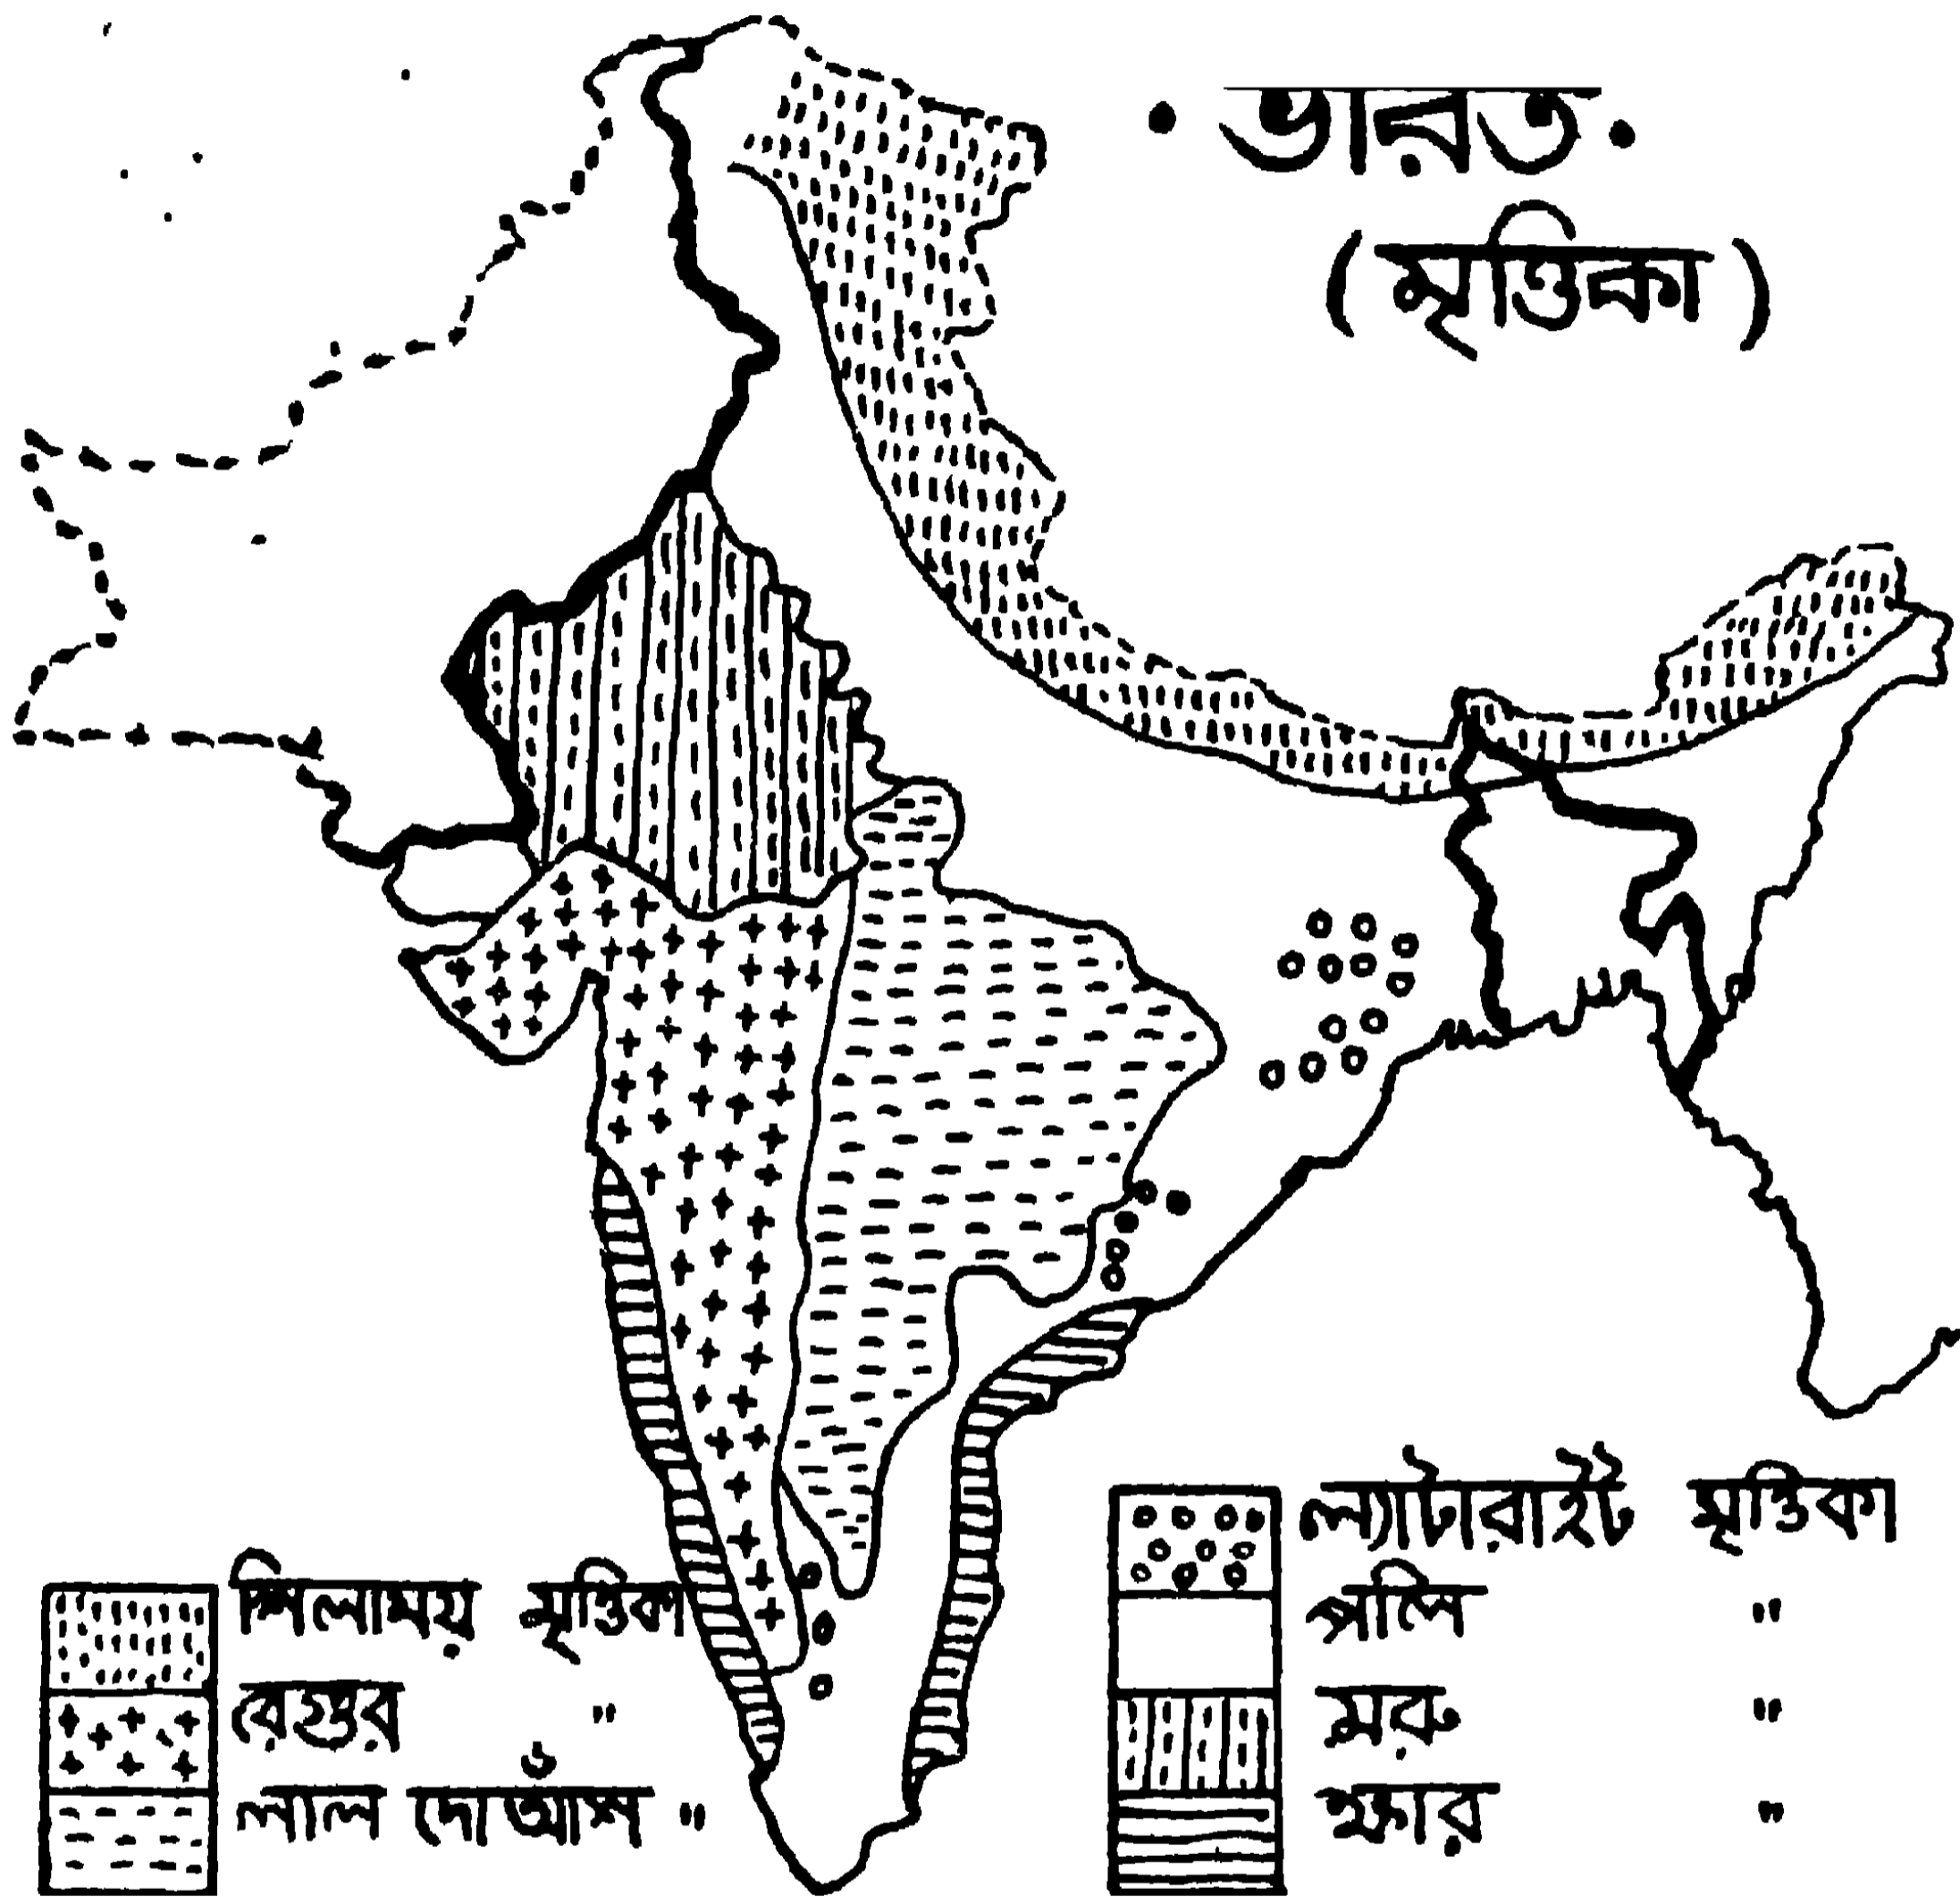 • ভারত •
( মৃত্তিকা )
শিলাময় মৃত্তিকা
রেগুর "
লাল দোআঁশ "
ল্যাটারাইট মৃত্তিকা
পলি "
মরু "
ক্ষার "